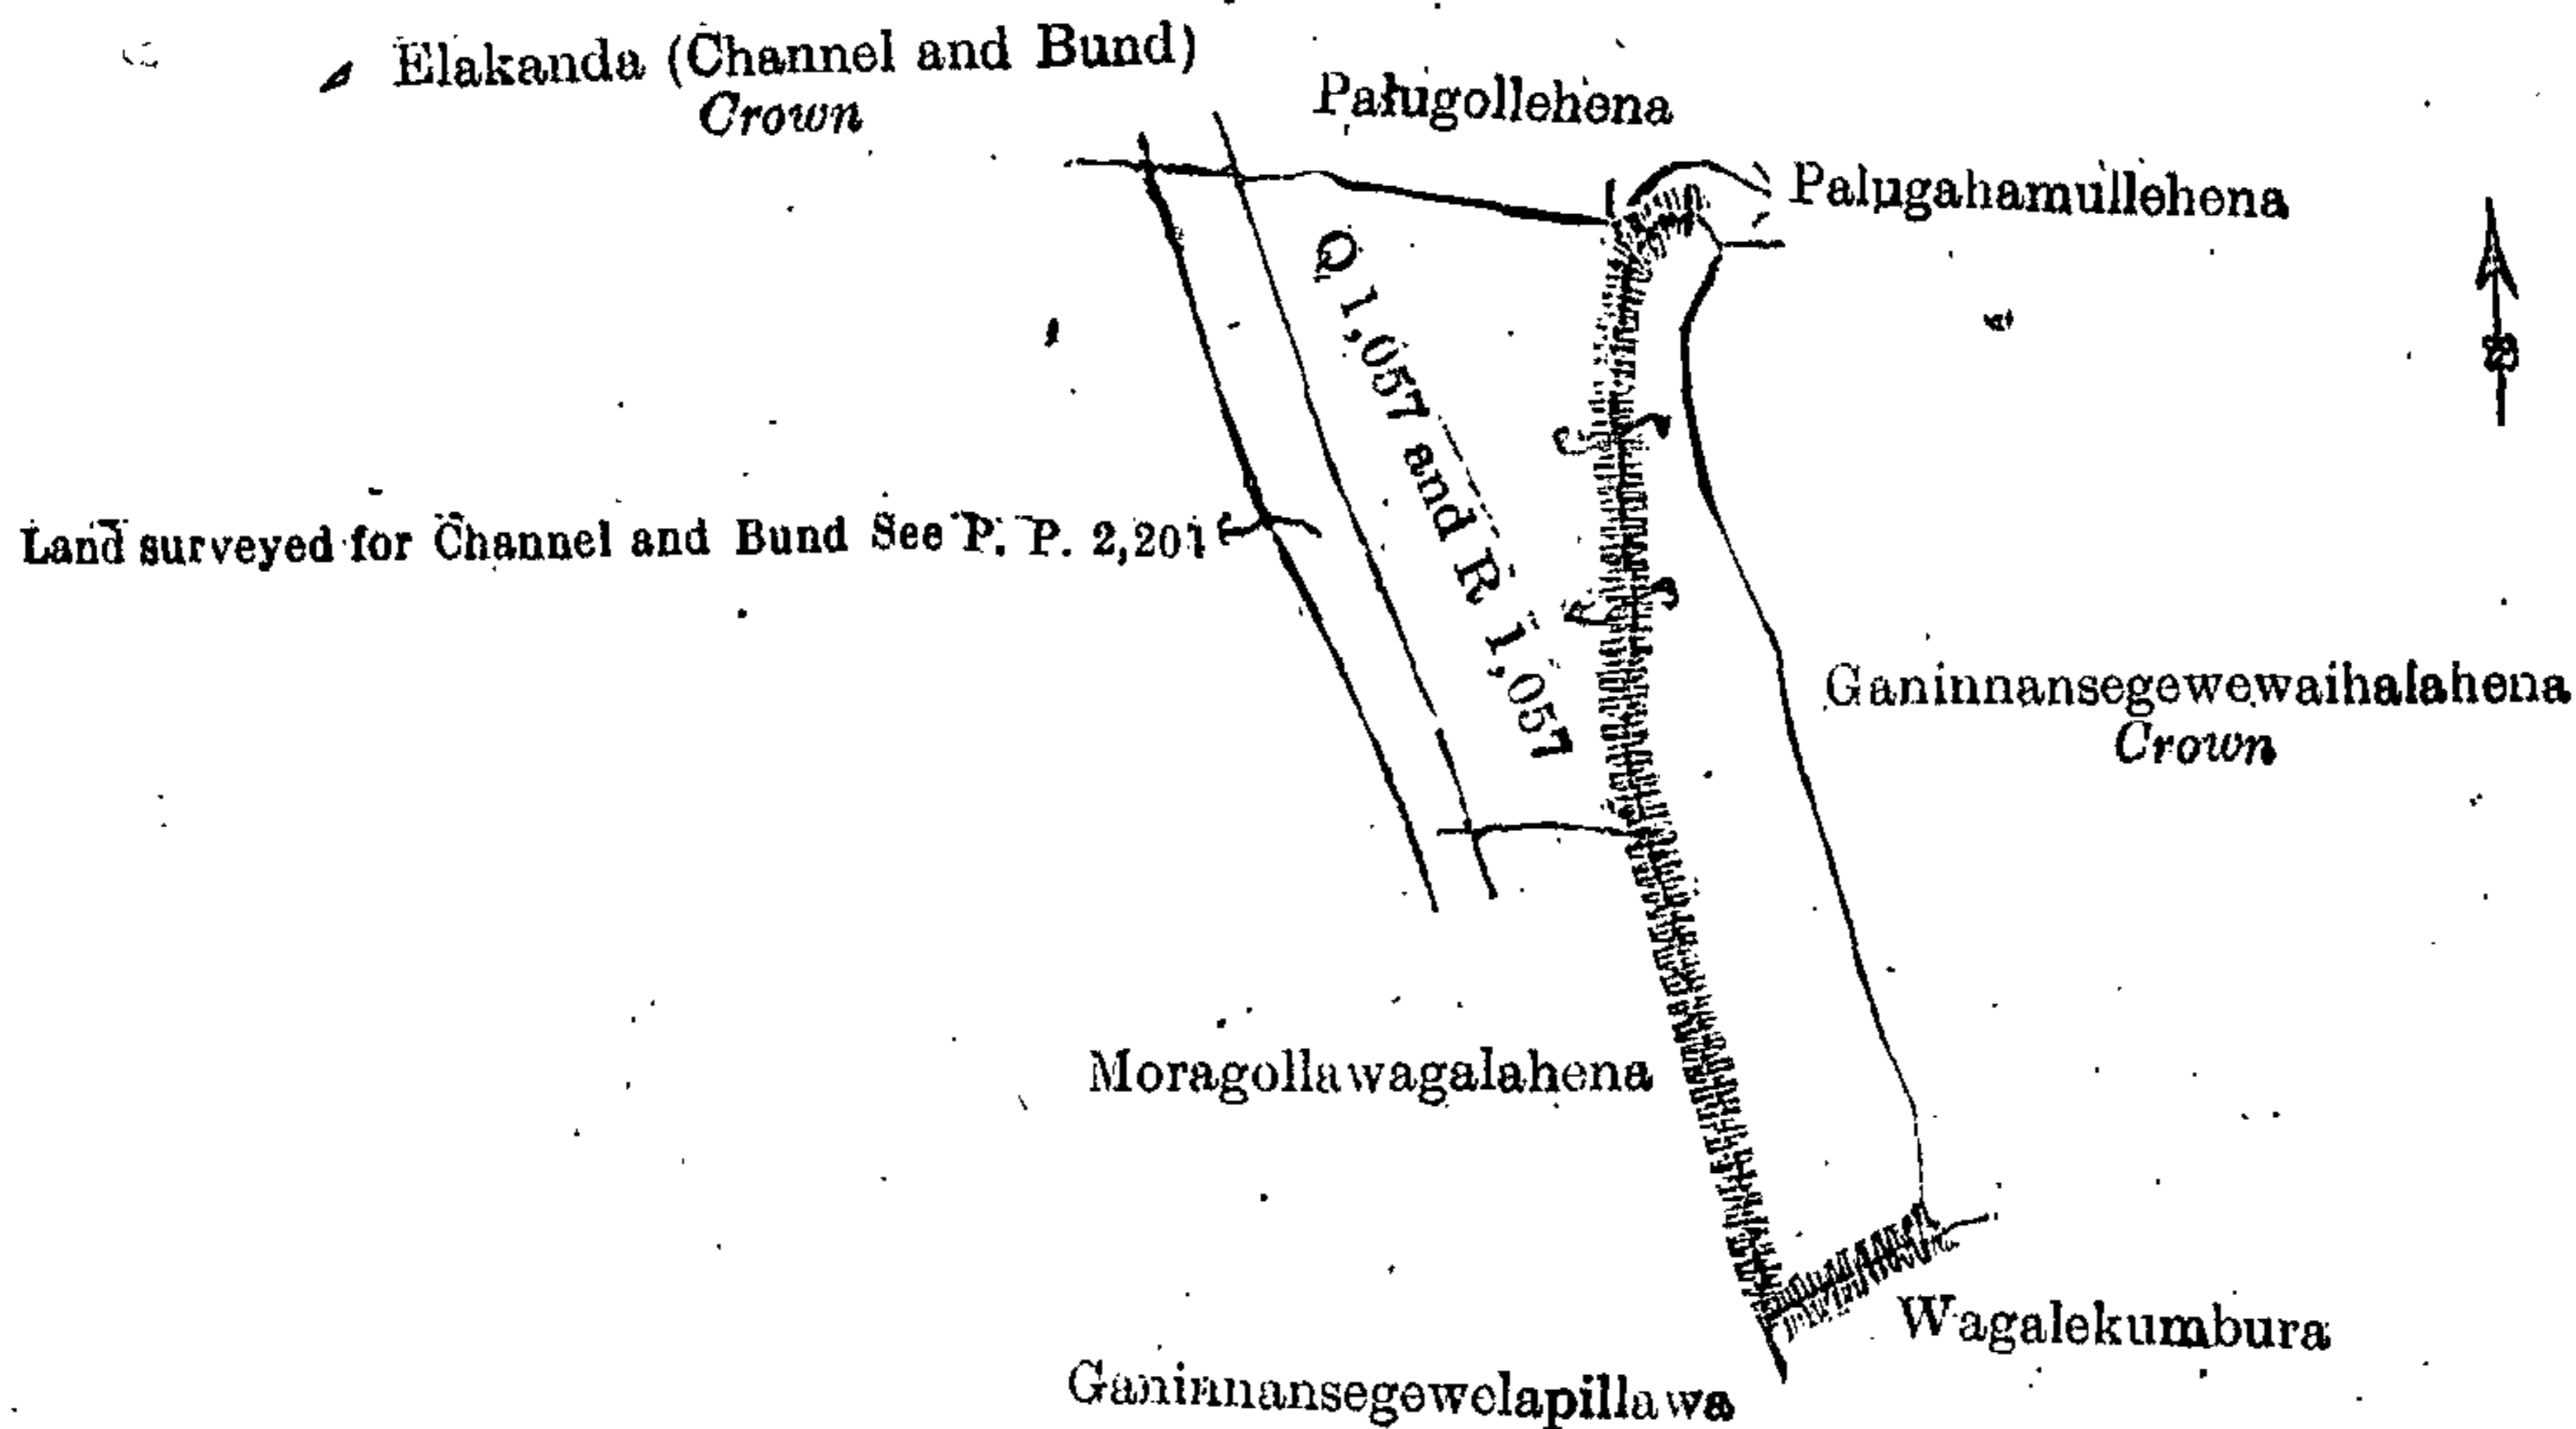 Elakanda (Channel and Bund)
Crown
Palugollehena
Palugahamullehena
Q 1,057 and R 1,057
Land surveyed for Channel and Bund See P. P. 2,201
Ganinnansegewewaihalahena
Crown
Moragollawagalahena
Wagalekumbura
Ganinnansegewelapillawa